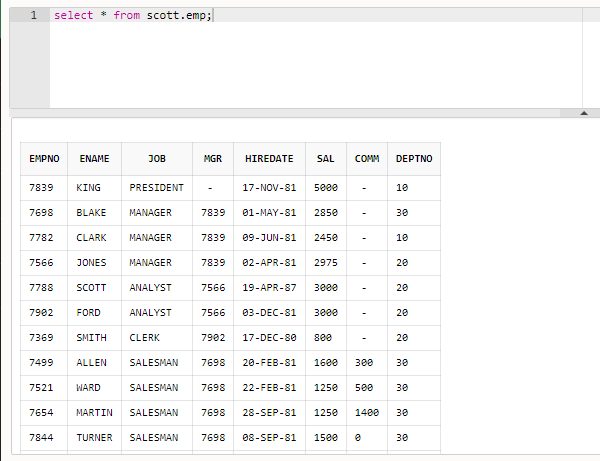 1 select * from scott.emp;
EMPNO ENAME JOB MGR HIREDATE SAL COMM DEPTNO
7839 KING PRESIDENT - 17-NOV-81 5000 - 10
7698 BLAKE MANAGER 7839 01-MAY-81 2850 - 30
7782 CLARK MANAGER 7839 09-JUN-81 2450 - 10
7566 JONES MANAGER 7839 02-APR-81 2975 - 20
7788 SCOTT ANALYST 7566 19-APR-87 3000 - 20
7902 FORD ANALYST 7566 03-DEC-81 3000 - 20
7369 SMITH CLERK 7902 17-DEC-80 800 - 20
7499 ALLEN SALESMAN 7698 20-FEB-81 1600 300 30
7521 WARD SALESMAN 7698 22-FEB-81 1250 500 30
7654 MARTIN SALESMAN 7698 28-SEP-81 1250 1400 30
7844 TURNER SALESMAN 7698 08-SEP-81 1500 0 30